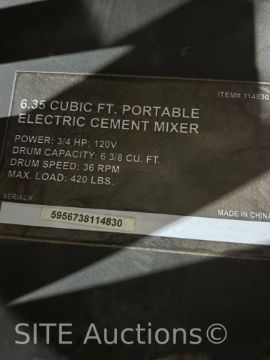 ITEM# 114830
6.35 CUBIC FT. PORTABLE
ELECTRIC CEMENT MIXER
POWER: 3/4 HP: 120V
DRUM CAPACITY: 6 3/8 CU. FT.
DRUM SPEED: 36 RPM
MAX. LOAD: 420 LBS.
SERIAL#
MADE IN CHINA
5956738114830
SITE Auctions©